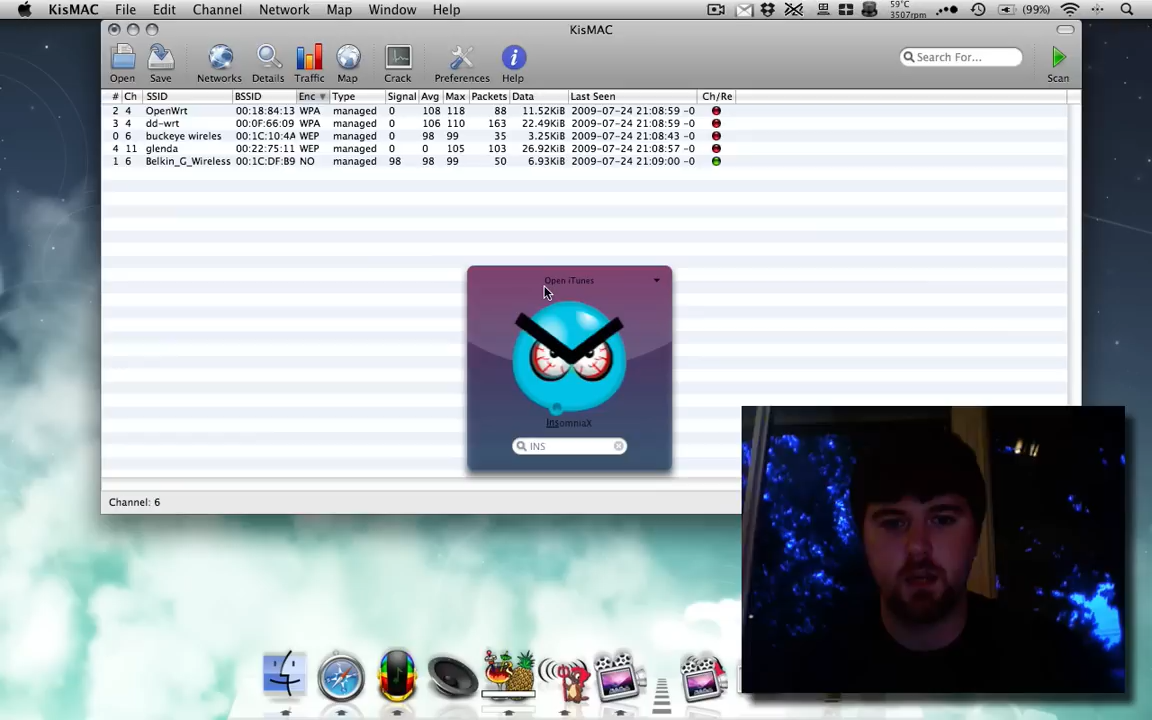 KisMAC File Edit Channel Network Map Window Help 59°C 3507rpm (99%)
KisMAC
Open Save Networks Details Traffic Map Crack Preferences Help Search For... Scan
# Ch SSID BSSID Enc Type Signal Avg Max Packets Data Last Seen Ch/Re
2 4 OpenWrt 00:18:84:13 WPA managed 0 108 118 88 11.52KiB 2009-07-24 21:08:59 -0
3 4 dd-wrt 00:0F:66:09 WPA managed 0 106 110 163 22.49KiB 2009-07-24 21:08:59 -0
0 6 buckeye wireles 00:1C:10:4A WEP managed 0 98 99 35 3.25KiB 2009-07-24 21:08:43 -0
4 11 glenda 00:22:75:11 WEP managed 0 0 105 103 26.92KiB 2009-07-24 21:08:57 -0
1 6 Belkin_G_Wireless 00:1C:DF:B9 NO managed 98 98 99 50 6.93KiB 2009-07-24 21:09:00 -0
Open iTunes
InsomniaX
INS
Channel: 6